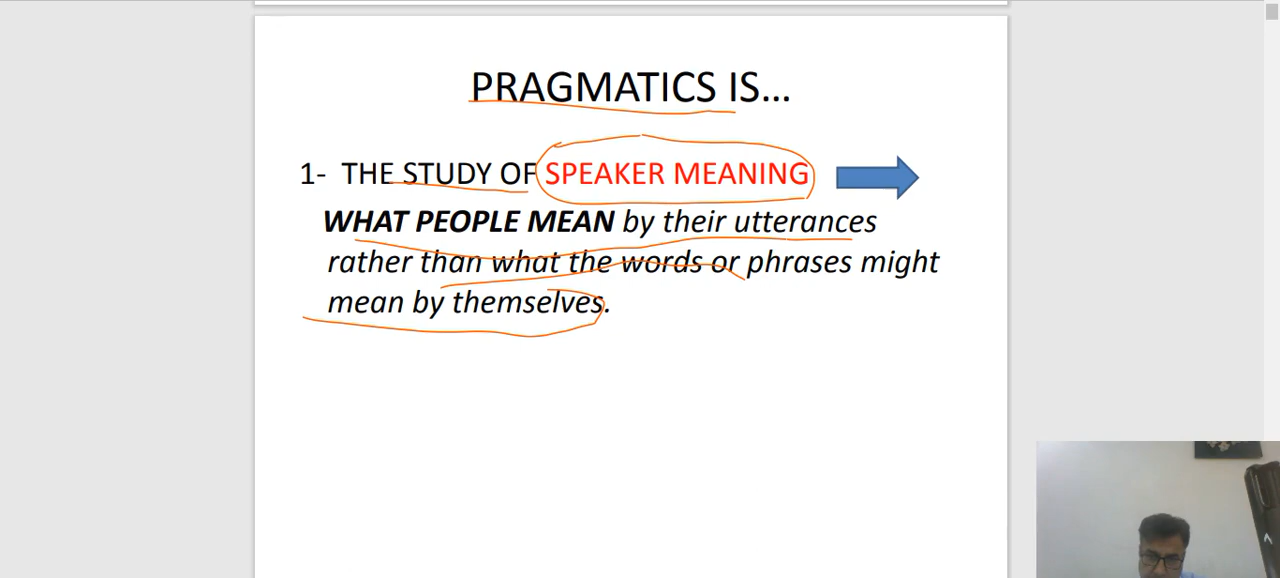 PRAGMATICS IS...
1- THE STUDY OF SPEAKER MEANING
WHAT PEOPLE MEAN by their utterances
rather than what the words or phrases might
mean by themselves.